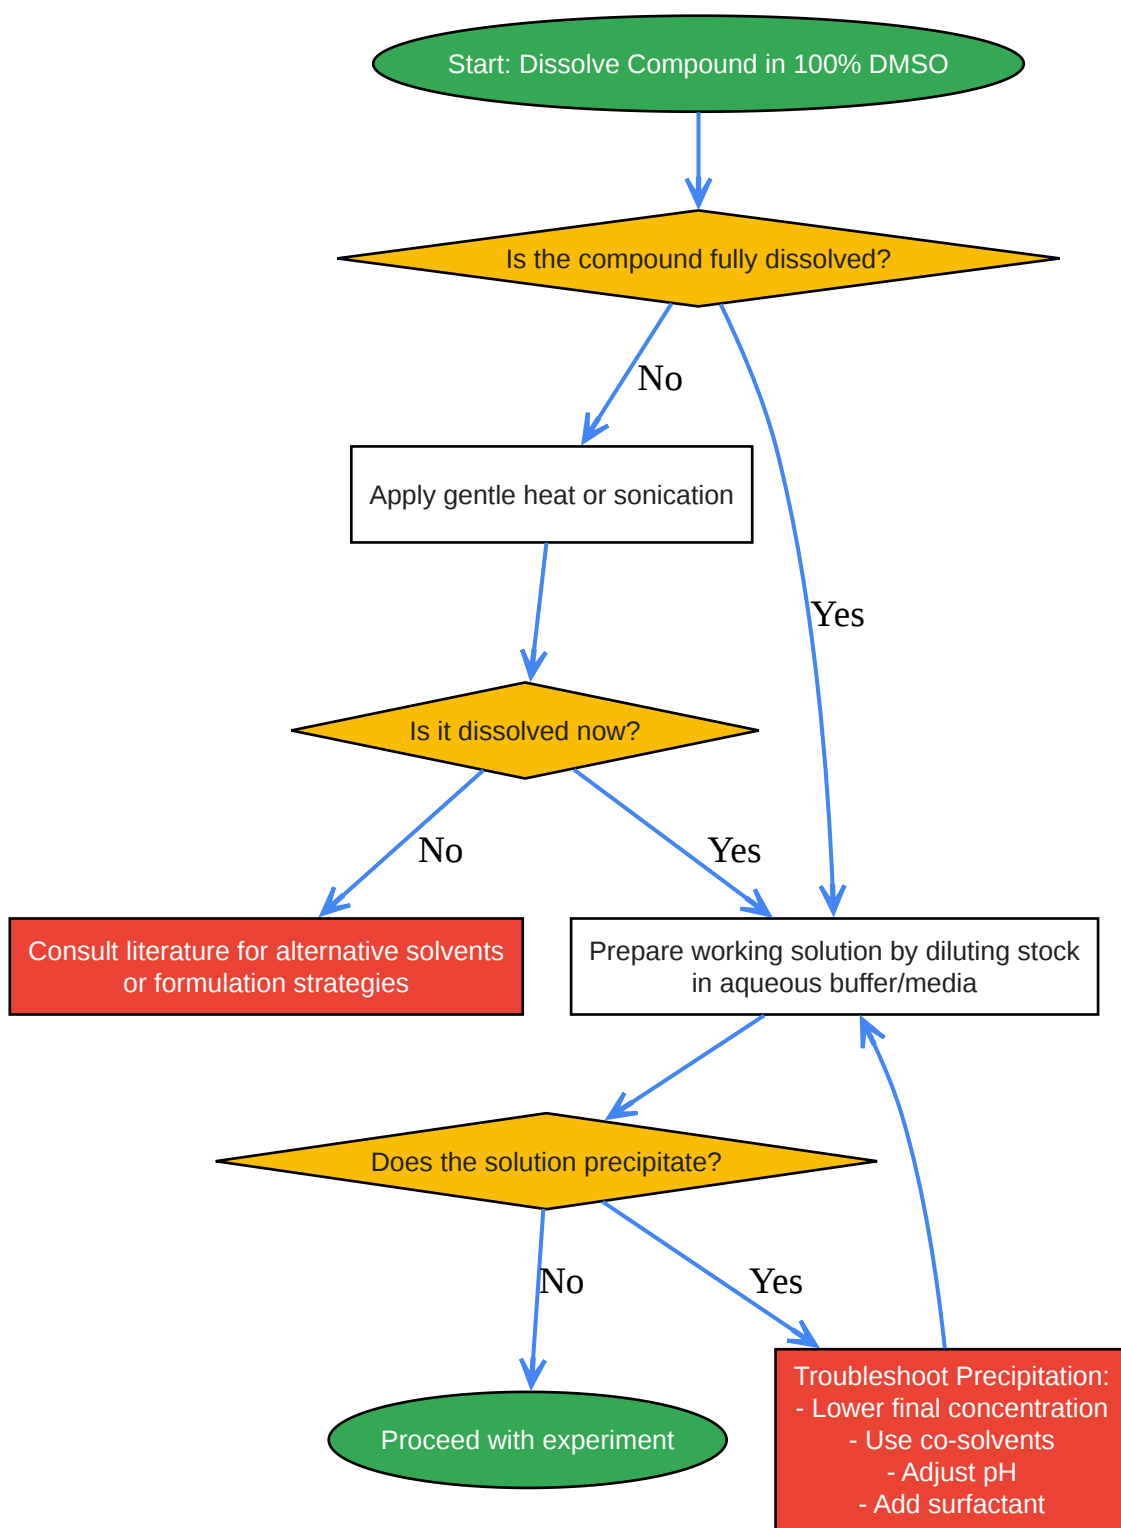 Start: Dissolve Compound in 100% DMSO
Is the compound fully dissolved?
No
Apply gentle heat or sonication
Yes
Is it dissolved now?
No
Yes
Consult literature for alternative solvents
or formulation strategies
Prepare working solution by diluting stock
in aqueous buffer/media
Does the solution precipitate?
No
Yes
Proceed with experiment
Troubleshoot Precipitation:
- Lower final concentration
- Use co-solvents
- Adjust pH
- Add surfactant